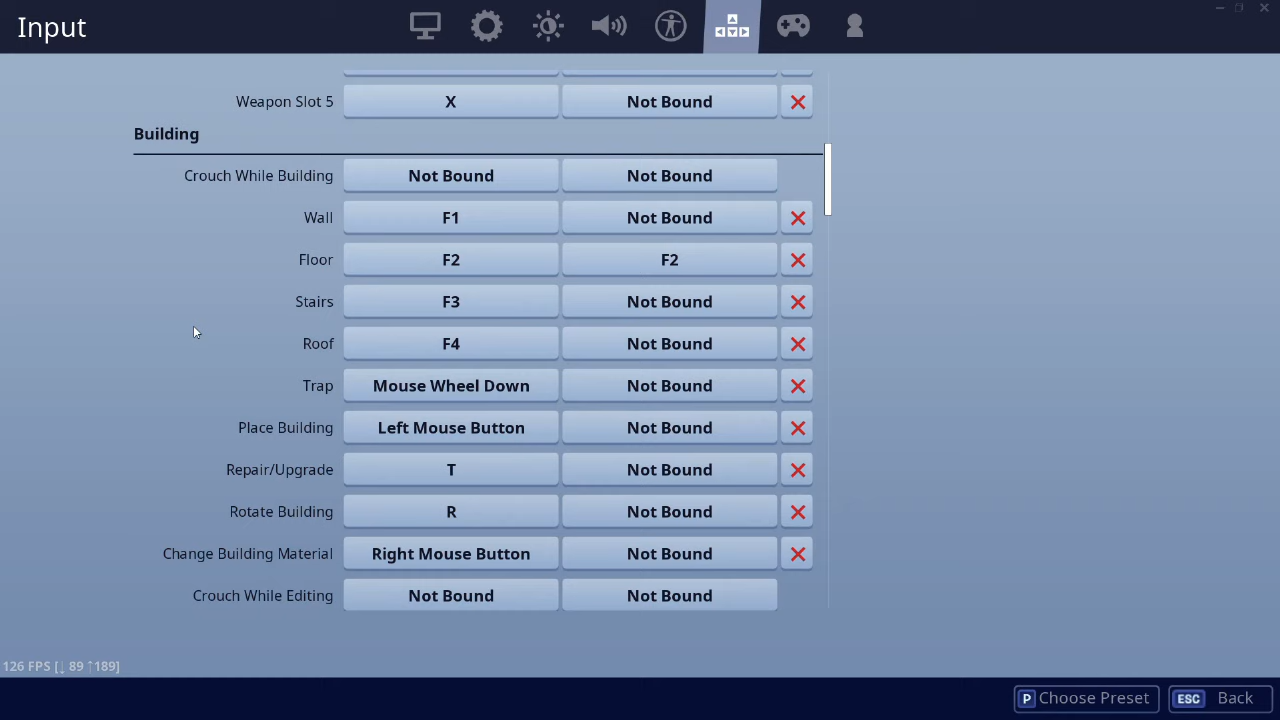 Input
Weapon Slot 5 X Not Bound
Building
Crouch While Building Not Bound Not Bound
Wall F1 Not Bound
Floor F2 F2
Stairs F3 Not Bound
Roof F4 Not Bound
Trap Mouse Wheel Down Not Bound
Place Building Left Mouse Button Not Bound
Repair/Upgrade T Not Bound
Rotate Building R Not Bound
Change Building Material Right Mouse Button Not Bound
Crouch While Editing Not Bound Not Bound
126 FPS [↓ 89 ↑189]
P Choose Preset ESC Back